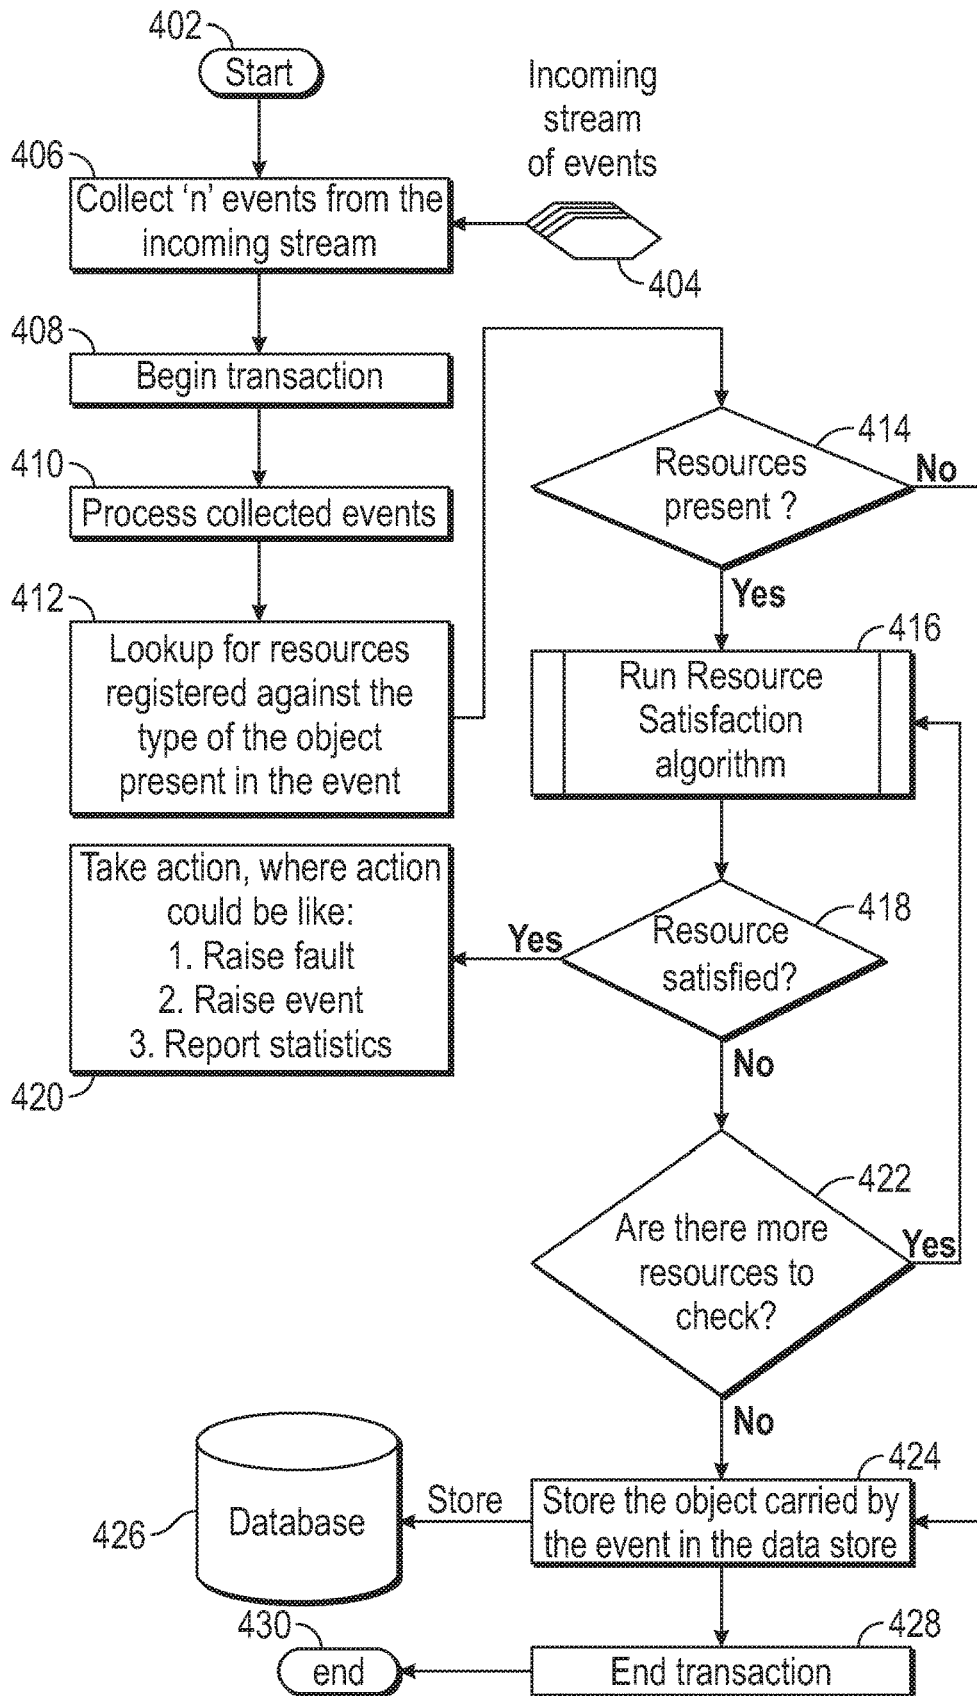 402
Start
Incoming
stream
of events
406
Collect ‘n’ events from the
incoming stream
404
408
Begin transaction
410
Process collected events
412
Lookup for resources
registered against the
type of the object
present in the event
414
Resources
present ?
No
Yes
416
Run Resource
Satisfaction
algorithm
418
Resource
satisfied?
Yes
Take action, where action
could be like:
1. Raise fault
2. Raise event
3. Report statistics
420
No
422
Are there more
resources to
check?
Yes
No
424
Store the object carried by
the event in the data store
Store
Database
426
428
End transaction
430
end